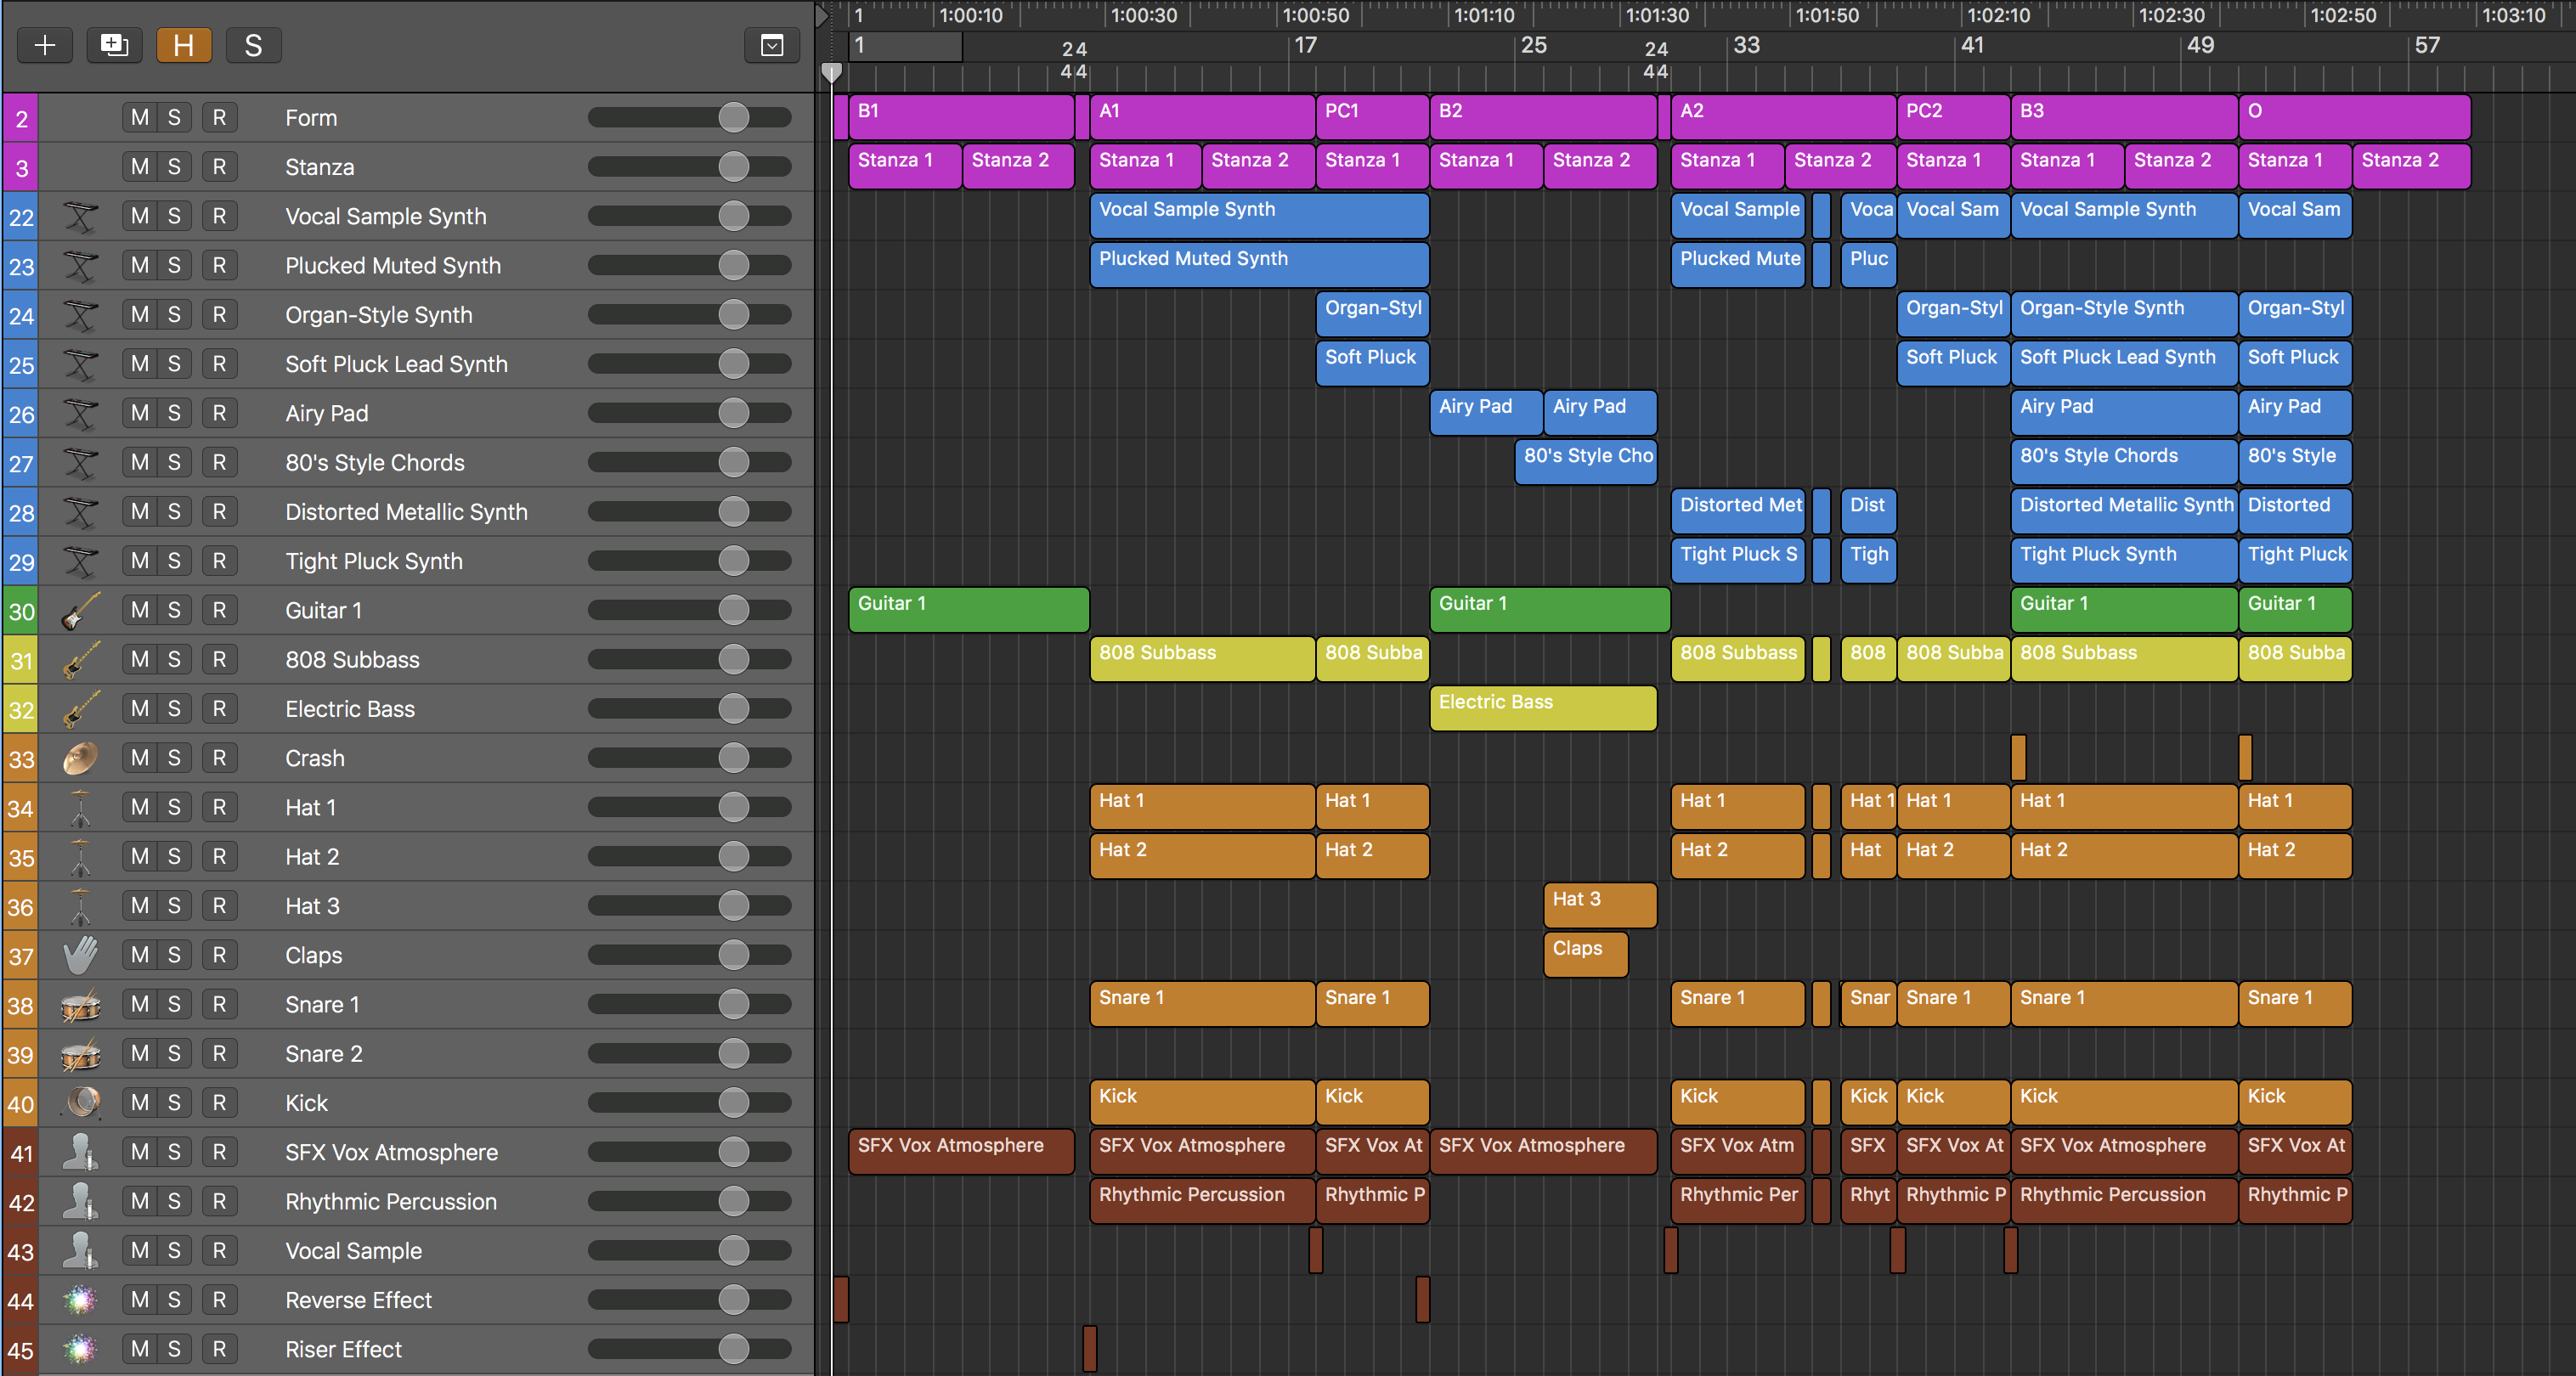 1 1:00:10 1:00:30 1:00:50 1:01:10 1:01:30 1:01:50 1:02:10 1:02:30 1:02:50 1:03:10
H S 1 2 4 17 25 2 4 33 41 49 57
4 4 4 4
2 M S R Form B1 A1 PC1 B2 A2 PC2 B3 O
3 M S R Stanza Stanza 1 Stanza 2 Stanza 1 Stanza 2 Stanza 1 Stanza 1 Stanza 2 Stanza 1 Stanza 2 Stanza 1 Stanza 1 Stanza 2 Stanza 1 Stanza 2
22 M S R Vocal Sample Synth Vocal Sample Synth Vocal Sample Voca Vocal Sam Vocal Sample Synth Vocal Sam
23 M S R Plucked Muted Synth Plucked Muted Synth Plucked Mute Pluc
24 M S R Organ-Style Synth Organ-Styl Organ-Styl Organ-Style Synth Organ-Styl
25 M S R Soft Pluck Lead Synth Soft Pluck Soft Pluck Soft Pluck Lead Synth Soft Pluck
26 M S R Airy Pad Airy Pad Airy Pad Airy Pad Airy Pad
27 M S R 80's Style Chords 80's Style Cho 80's Style Chords 80's Style
28 M S R Distorted Metallic Synth Distorted Met Dist Distorted Metallic Synth Distorted
29 M S R Tight Pluck Synth Tight Pluck S Tigh Tight Pluck Synth Tight Pluck
30 M S R Guitar 1 Guitar 1 Guitar 1 Guitar 1 Guitar 1
31 M S R 808 Subbass 808 Subbass 808 Subba 808 Subbass 808 808 Subba 808 Subbass 808 Subba
32 M S R Electric Bass Electric Bass
33 M S R Crash
34 M S R Hat 1 Hat 1 Hat 1 Hat 1 Hat 1 Hat 1 Hat 1 Hat 1
35 M S R Hat 2 Hat 2 Hat 2 Hat 2 Hat Hat 2 Hat 2 Hat 2
36 M S R Hat 3 Hat 3
37 M S R Claps Claps
38 M S R Snare 1 Snare 1 Snare 1 Snare 1 Snar Snare 1 Snare 1 Snare 1
39 M S R Snare 2
40 M S R Kick Kick Kick Kick Kick Kick Kick Kick
41 M S R SFX Vox Atmosphere SFX Vox Atmosphere SFX Vox Atmosphere SFX Vox At SFX Vox Atmosphere SFX Vox Atm SFX SFX Vox At SFX Vox Atmosphere SFX Vox At
42 M S R Rhythmic Percussion Rhythmic Percussion Rhythmic P Rhythmic Per Rhyt Rhythmic P Rhythmic Percussion Rhythmic P
43 M S R Vocal Sample
44 M S R Reverse Effect
45 M S R Riser Effect